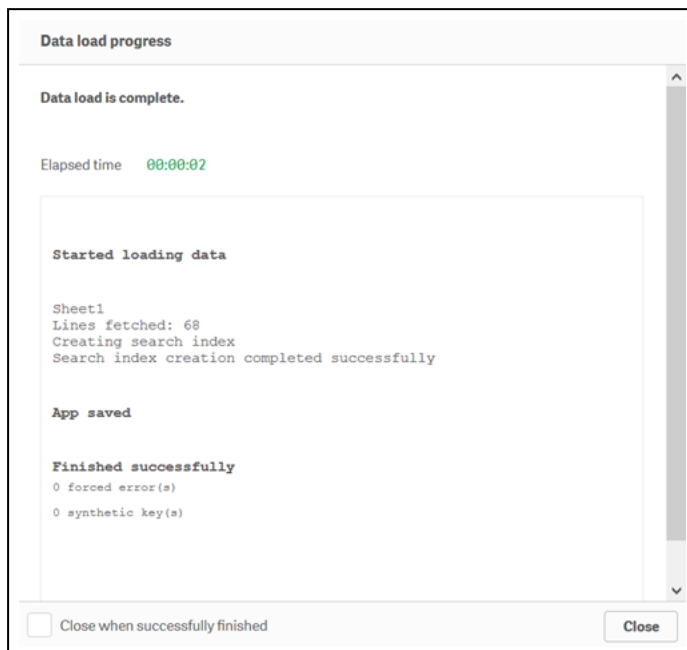 Data load progress
Data load is complete.
Elapsed time 00:00:02
Started loading data
Sheet1
Lines fetched: 68
Creating search index
Search index creation completed successfully
App saved
Finished successfully
0 forced error(s)
0 synthetic key(s)
Close when successfully finished
Close